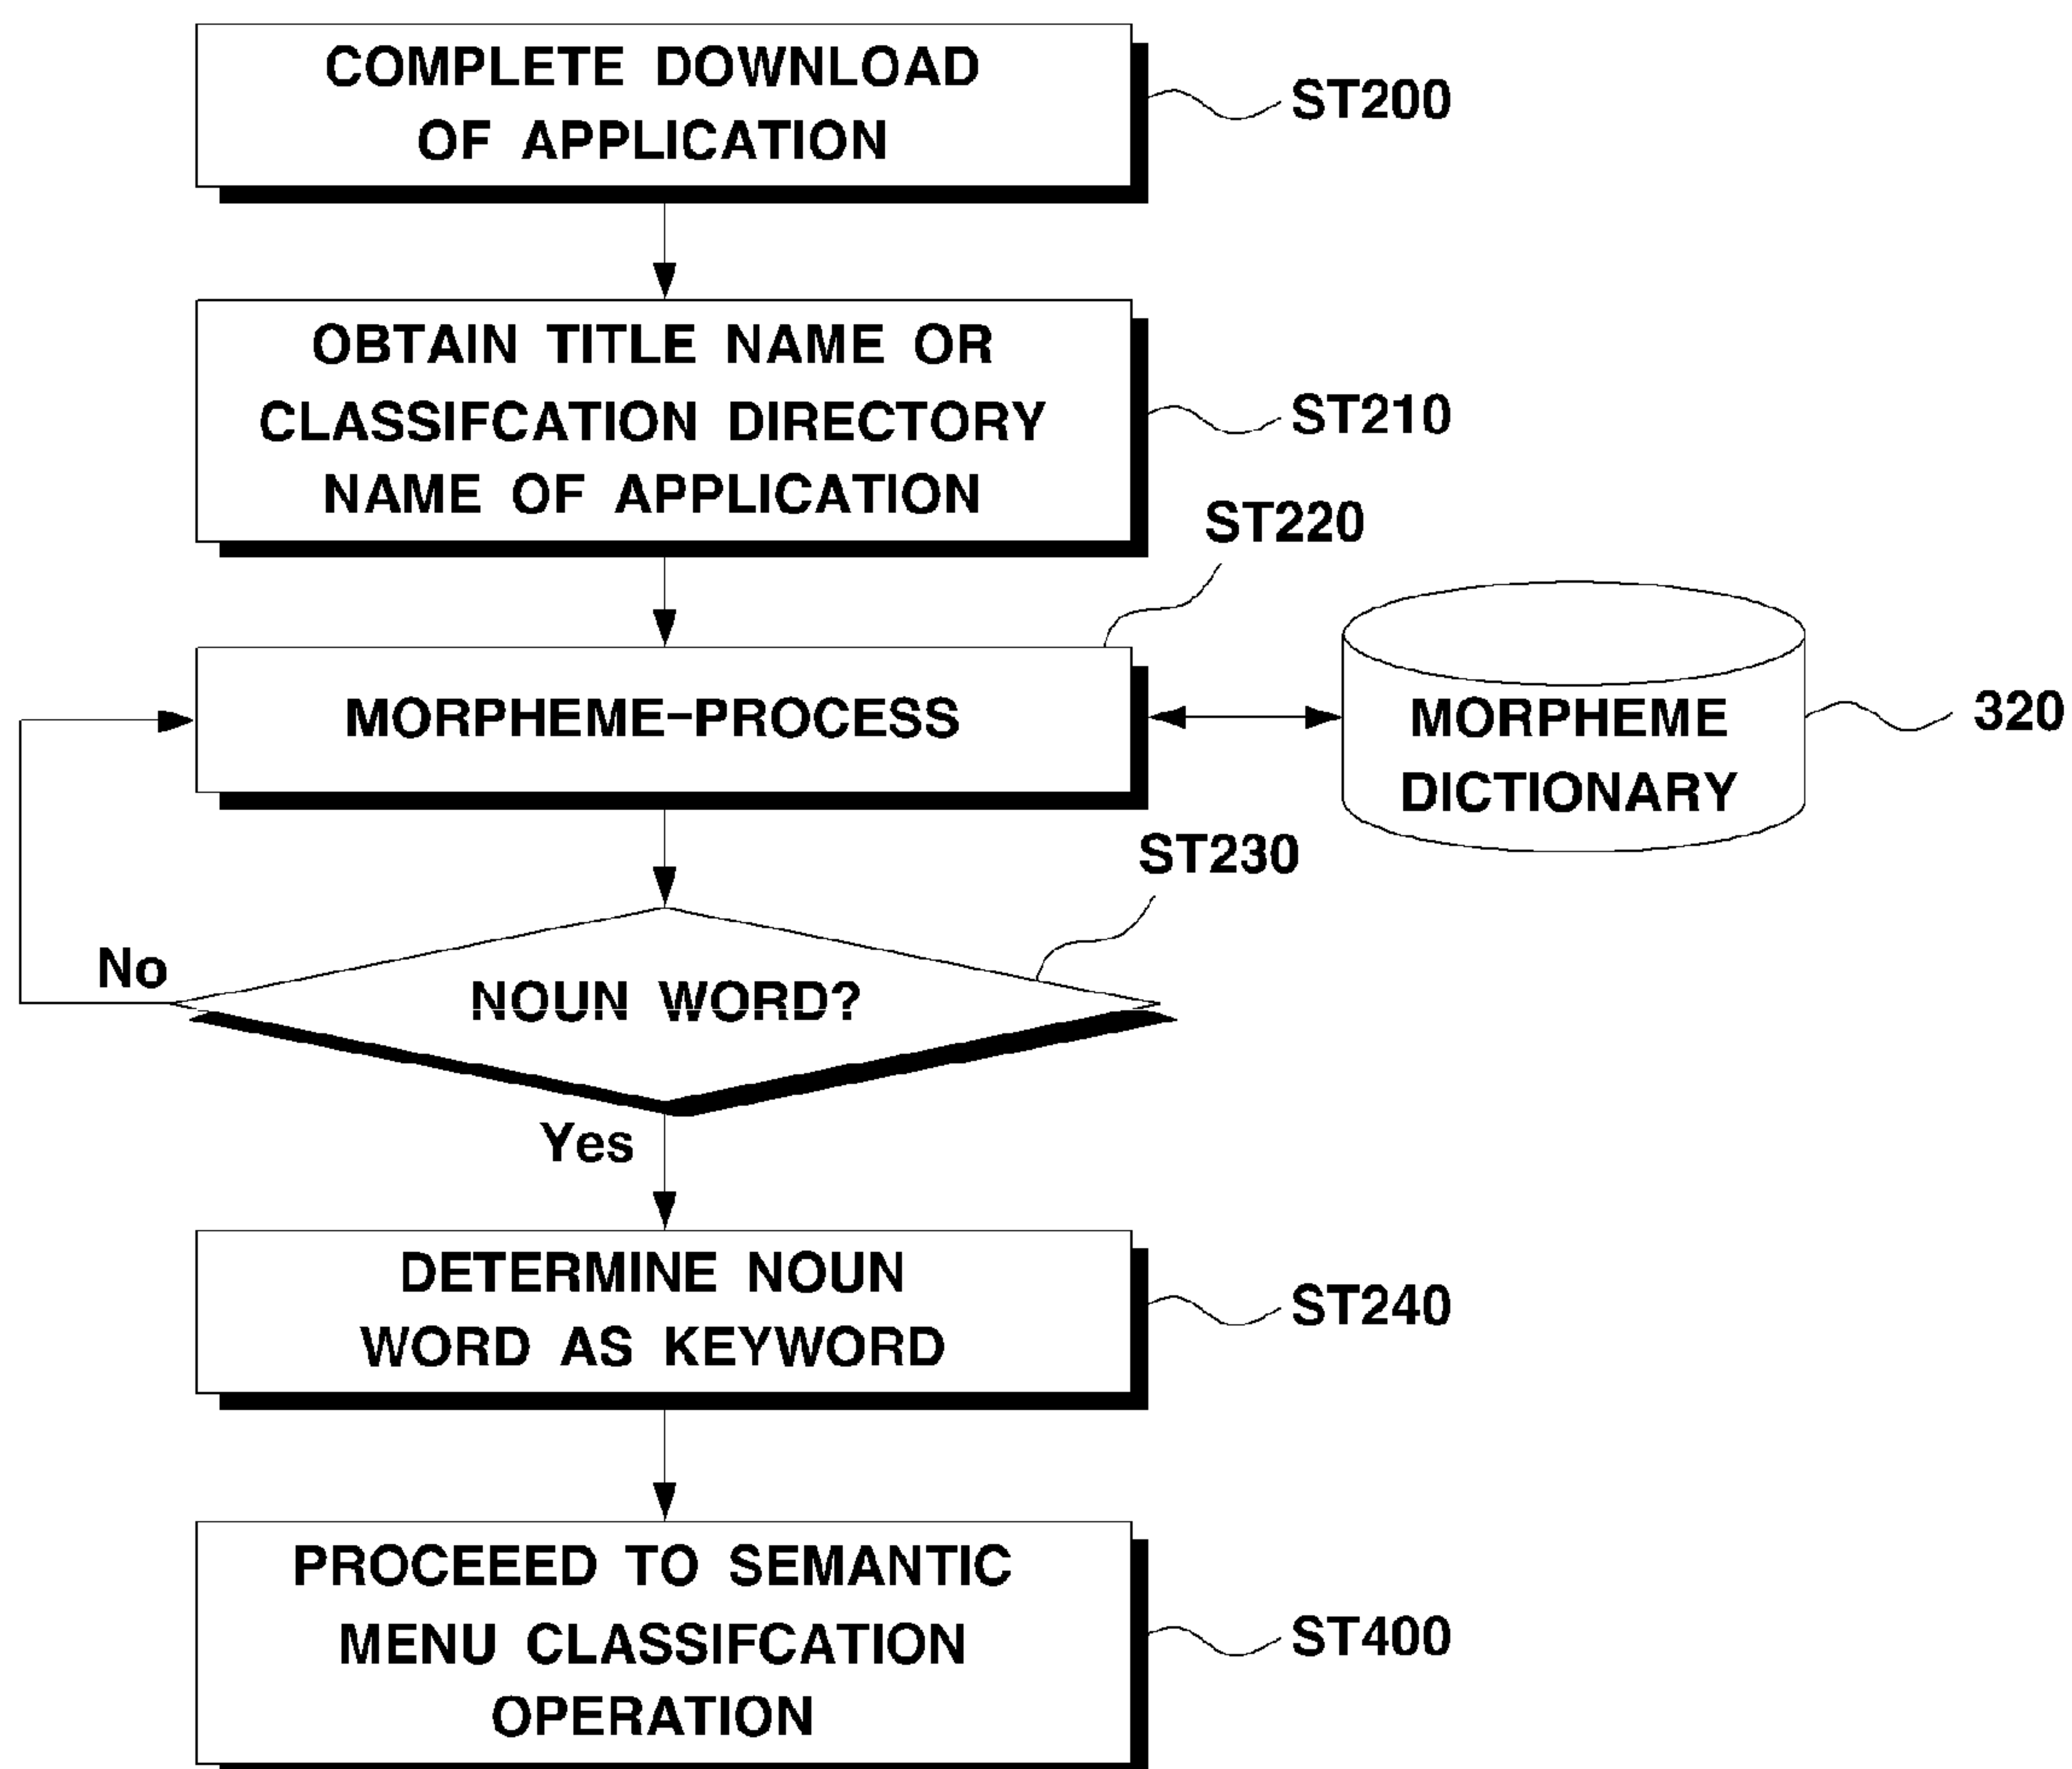 COMPLETE DOWNLOAD
OF APPLICATION
ST200
OBTAIN TITLE NAME OR
CLASSIFCATION DIRECTORY
NAME OF APPLICATION
ST210
ST220
MORPHEME-PROCESS
MORPHEME
DICTIONARY
320
ST230
No
NOUN WORD?
Yes
DETERMINE NOUN
WORD AS KEYWORD
ST240
PROCEEED TO SEMANTIC
MENU CLASSIFCATION
OPERATION
ST400